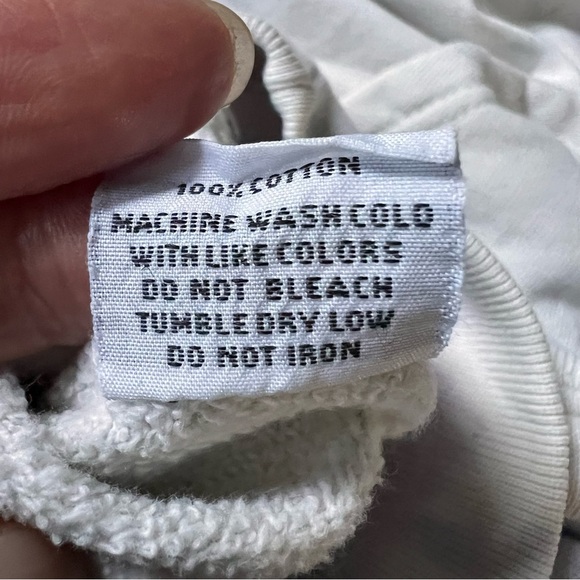 100% COTTON
MACHINE WASH COLD
WITH LIKE COLORS
DO NOT BLEACH
TUMBLE DRY LOW
DO NOT IRON